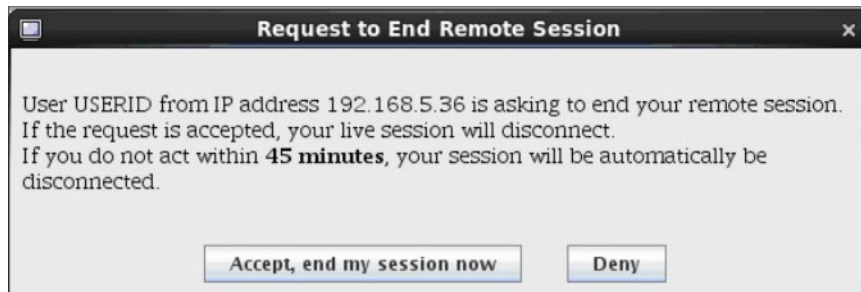 Request to End Remote Session
User USERID from IP address 192.168.5.36 is asking to end your remote session.
If the request is accepted, your live session will disconnect.
If you do not act within 45 minutes, your session will be automatically be
disconnected.
Accept, end my session now
Deny